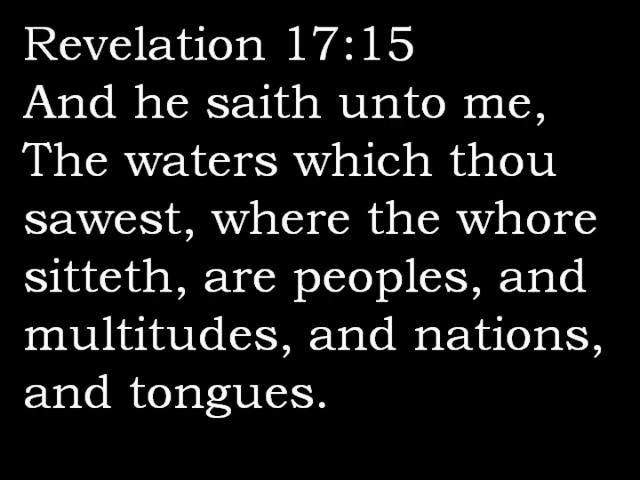 Revelation 17:15
And he saith unto me,
The waters which thou
sawest, where the whore
sitteth, are peoples, and
multitudes, and nations,
and tongues.